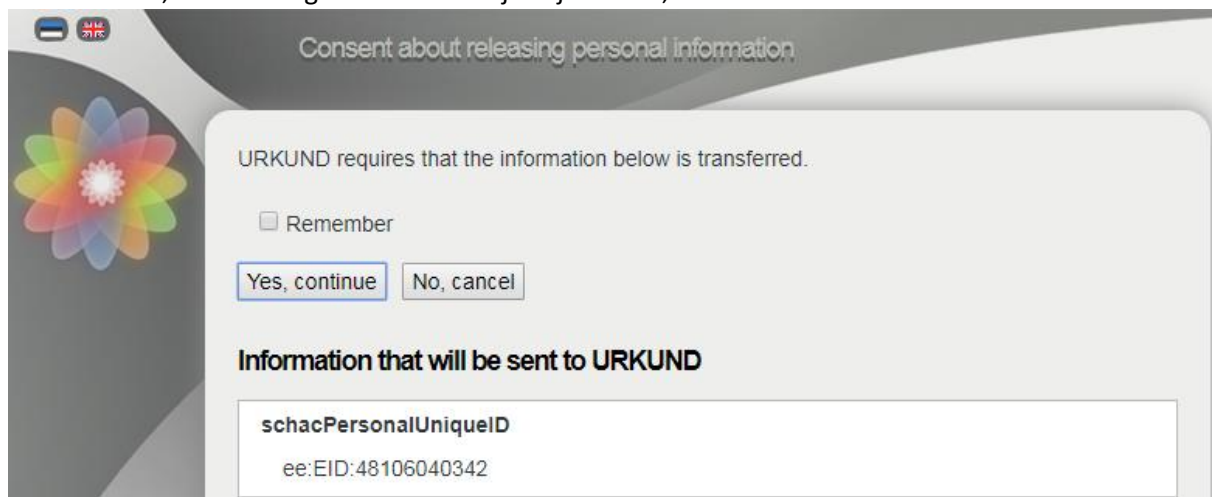 Consent about releasing personal information
URKUND requires that the information below is transferred.
Remember
Yes, continue No, cancel
Information that will be sent to URKUND
schacPersonalUniqueID
ee:EID:48106040342